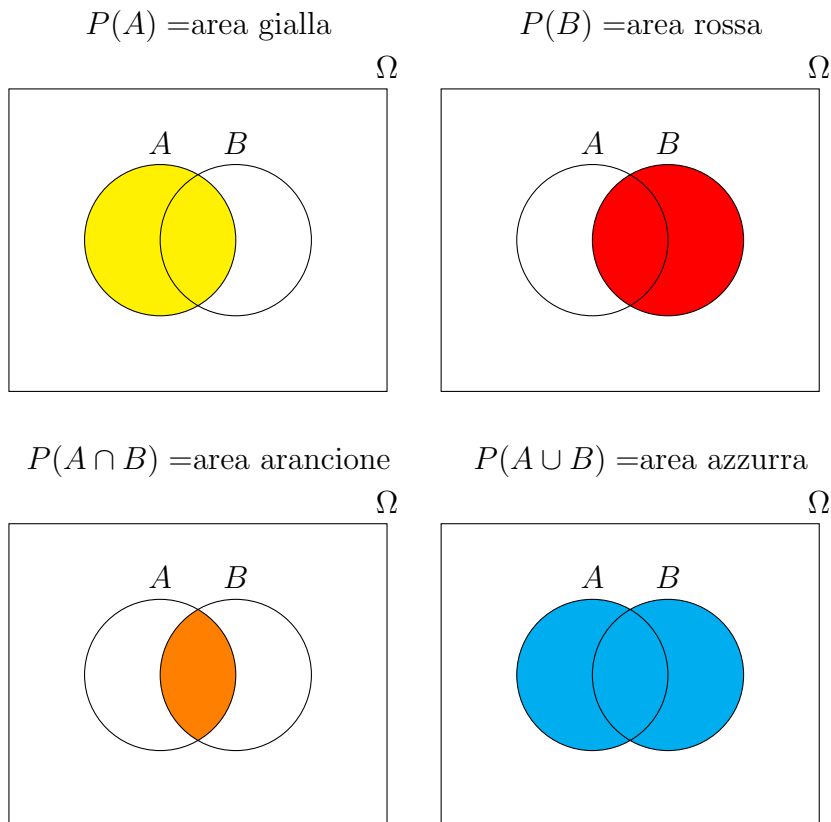 P(A) =area gialla
Ω
A B
P(B) =area rossa
Ω
A B
P(A ∩ B) =area arancione
Ω
A B
P(A ∪ B) =area azzurra
Ω
A B